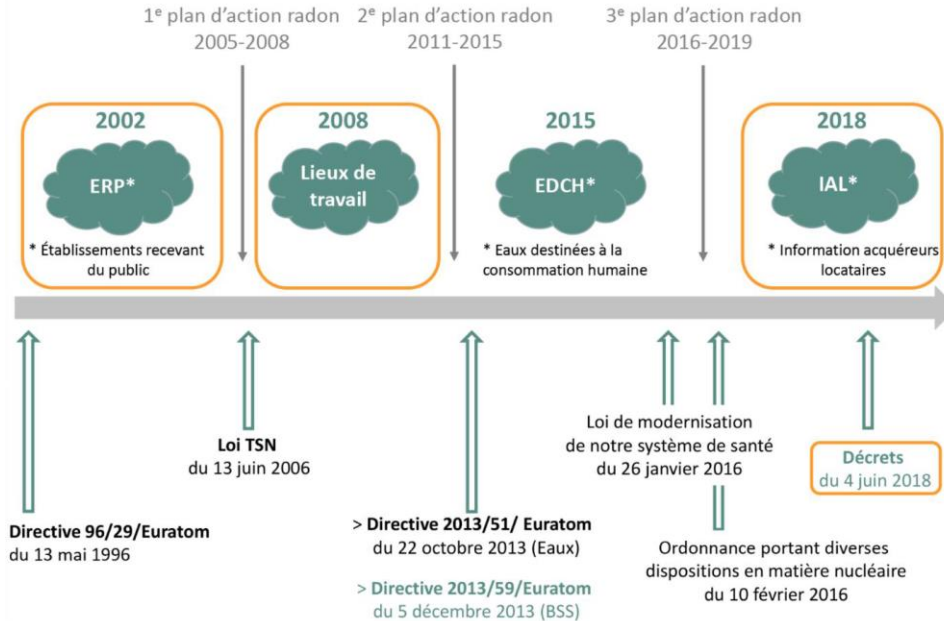 1e plan d'action radon
2005-2008
2e plan d'action radon
2011-2015
3e plan d'action radon
2016-2019
2002
ERP*
* Établissements recevant
du public
2008
Lieux de
travail
2015
EDCH*
* Eaux destinées à la
consommation humaine
2018
IAL*
* Information acquéreurs
locataires
Directive 96/29/Euratom
du 13 mai 1996
Loi TSN
du 13 juin 2006
> Directive 2013/51/ Euratom
du 22 octobre 2013 (Eaux)
> Directive 2013/59/Euratom
du 5 décembre 2013 (BSS)
Loi de modernisation
de notre système de santé
du 26 janvier 2016
Ordonnance portant diverses
dispositions en matière nucléaire
du 10 février 2016
Décrets
du 4 juin 2018